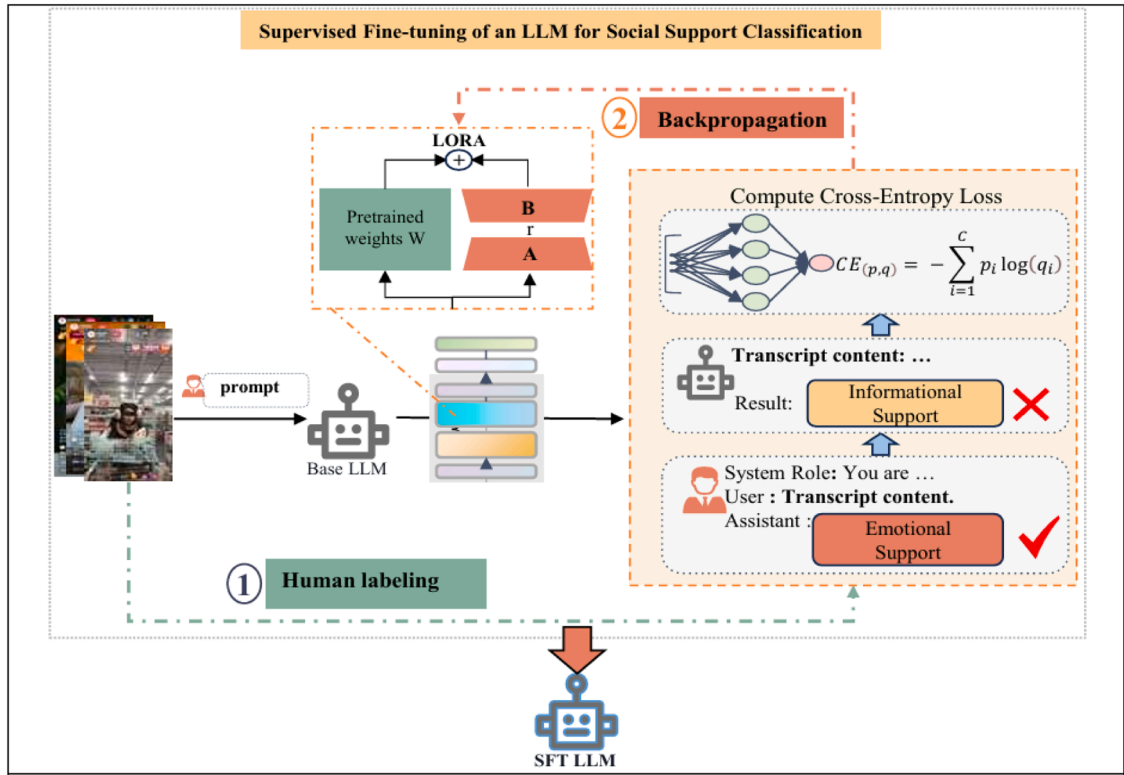 Supervised Fine-tuning of an LLM for Social Support Classification
2 Backpropagation
LORA
+
Pretrained
weights W
B
r
A
Compute Cross-Entropy Loss
CE(p,q) = − ∑_{i=1}^{C} p_i log(q_i)
Transcript content: …
Result:
Informational
Support
prompt
Base LLM
System Role: You are …
User : Transcript content.
Assistant :
Emotional
Support
1 Human labeling
SFT LLM